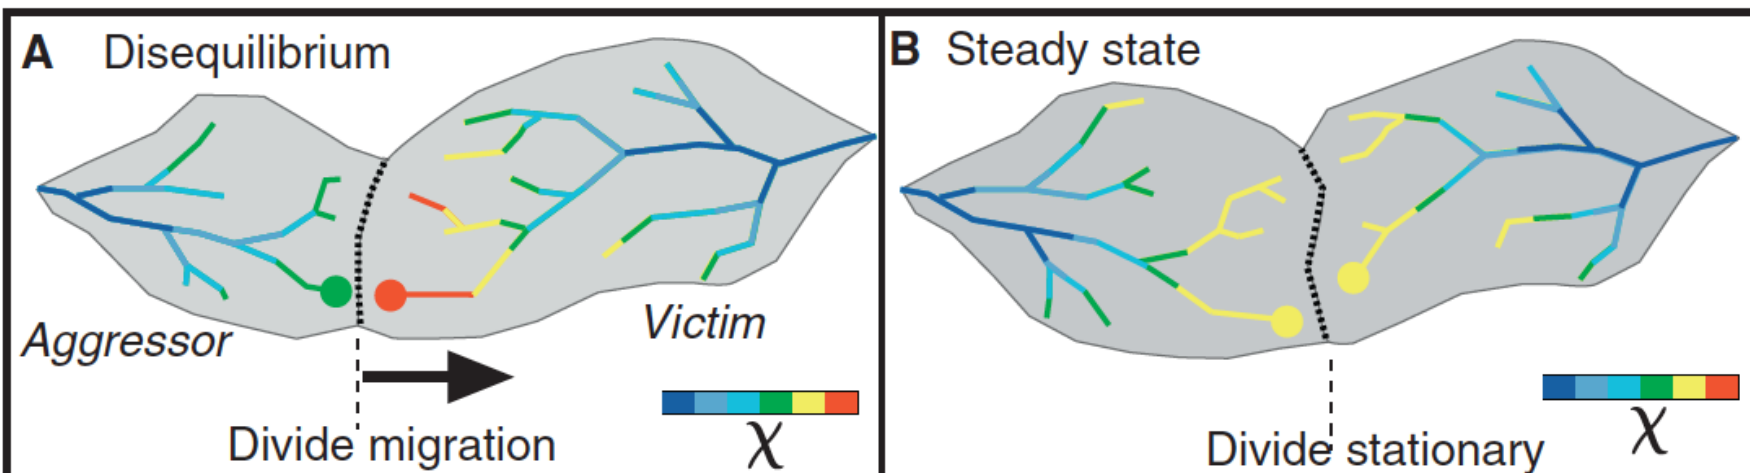 A Disequilibrium
Aggressor
Victim
Divide migration
χ
B Steady state
Divide stationary
χ